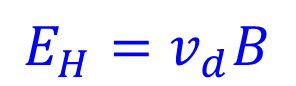 E_H = v_d B